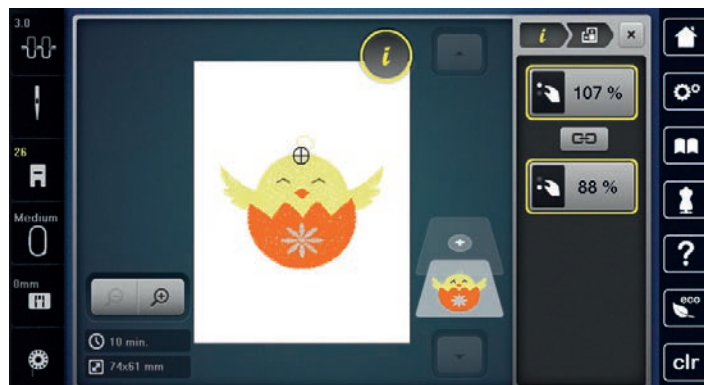 3.0
26
Medium
0mm
10 min.
74x61 mm
i
i
107 %
88 %
?
eco
clr